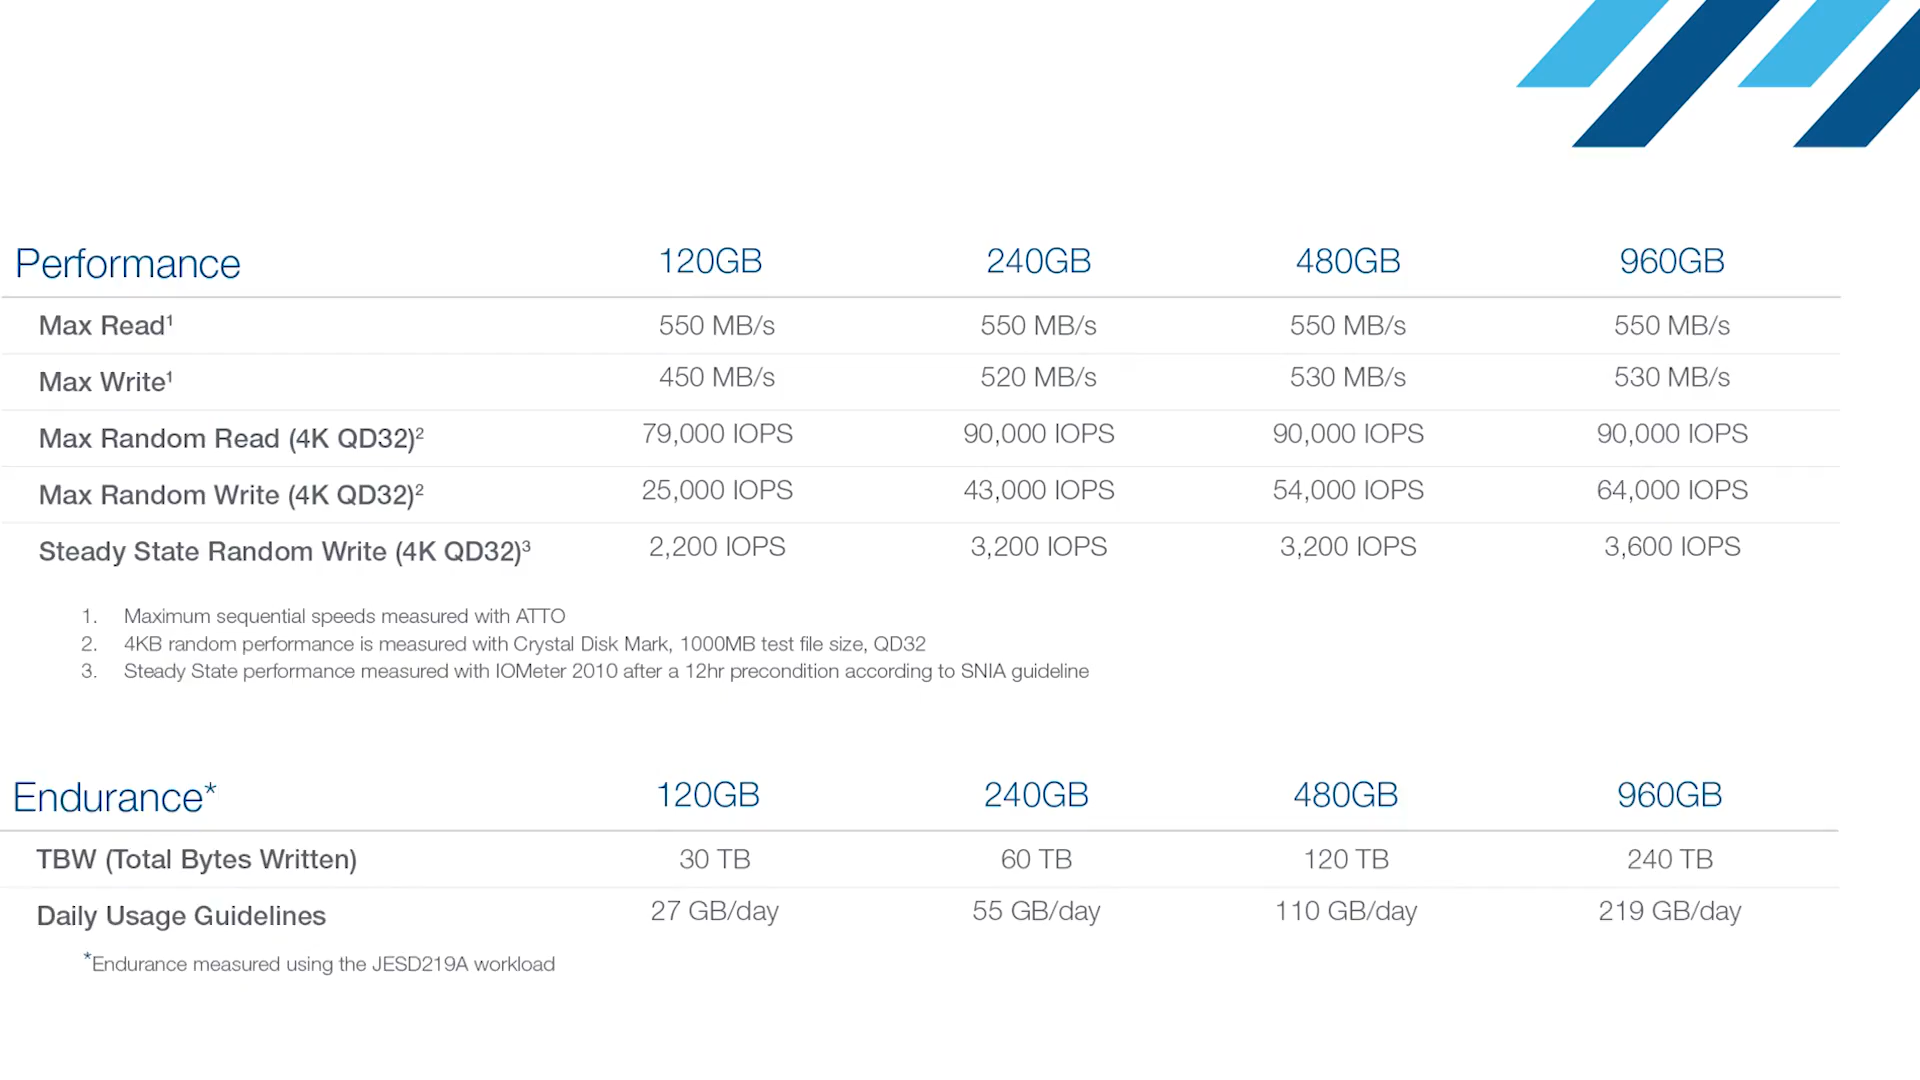 Performance 120GB 240GB 480GB 960GB
Max Read¹ 550 MB/s 550 MB/s 550 MB/s 550 MB/s
Max Write¹ 450 MB/s 520 MB/s 530 MB/s 530 MB/s
Max Random Read (4K QD32)² 79,000 IOPS 90,000 IOPS 90,000 IOPS 90,000 IOPS
Max Random Write (4K QD32)² 25,000 IOPS 43,000 IOPS 54,000 IOPS 64,000 IOPS
Steady State Random Write (4K QD32)³ 2,200 IOPS 3,200 IOPS 3,200 IOPS 3,600 IOPS
1. Maximum sequential speeds measured with ATTO
2. 4KB random performance is measured with Crystal Disk Mark, 1000MB test file size, QD32
3. Steady State performance measured with IOMeter 2010 after a 12hr precondition according to SNIA guideline
Endurance* 120GB 240GB 480GB 960GB
TBW (Total Bytes Written) 30 TB 60 TB 120 TB 240 TB
Daily Usage Guidelines 27 GB/day 55 GB/day 110 GB/day 219 GB/day
*Endurance measured using the JESD219A workload